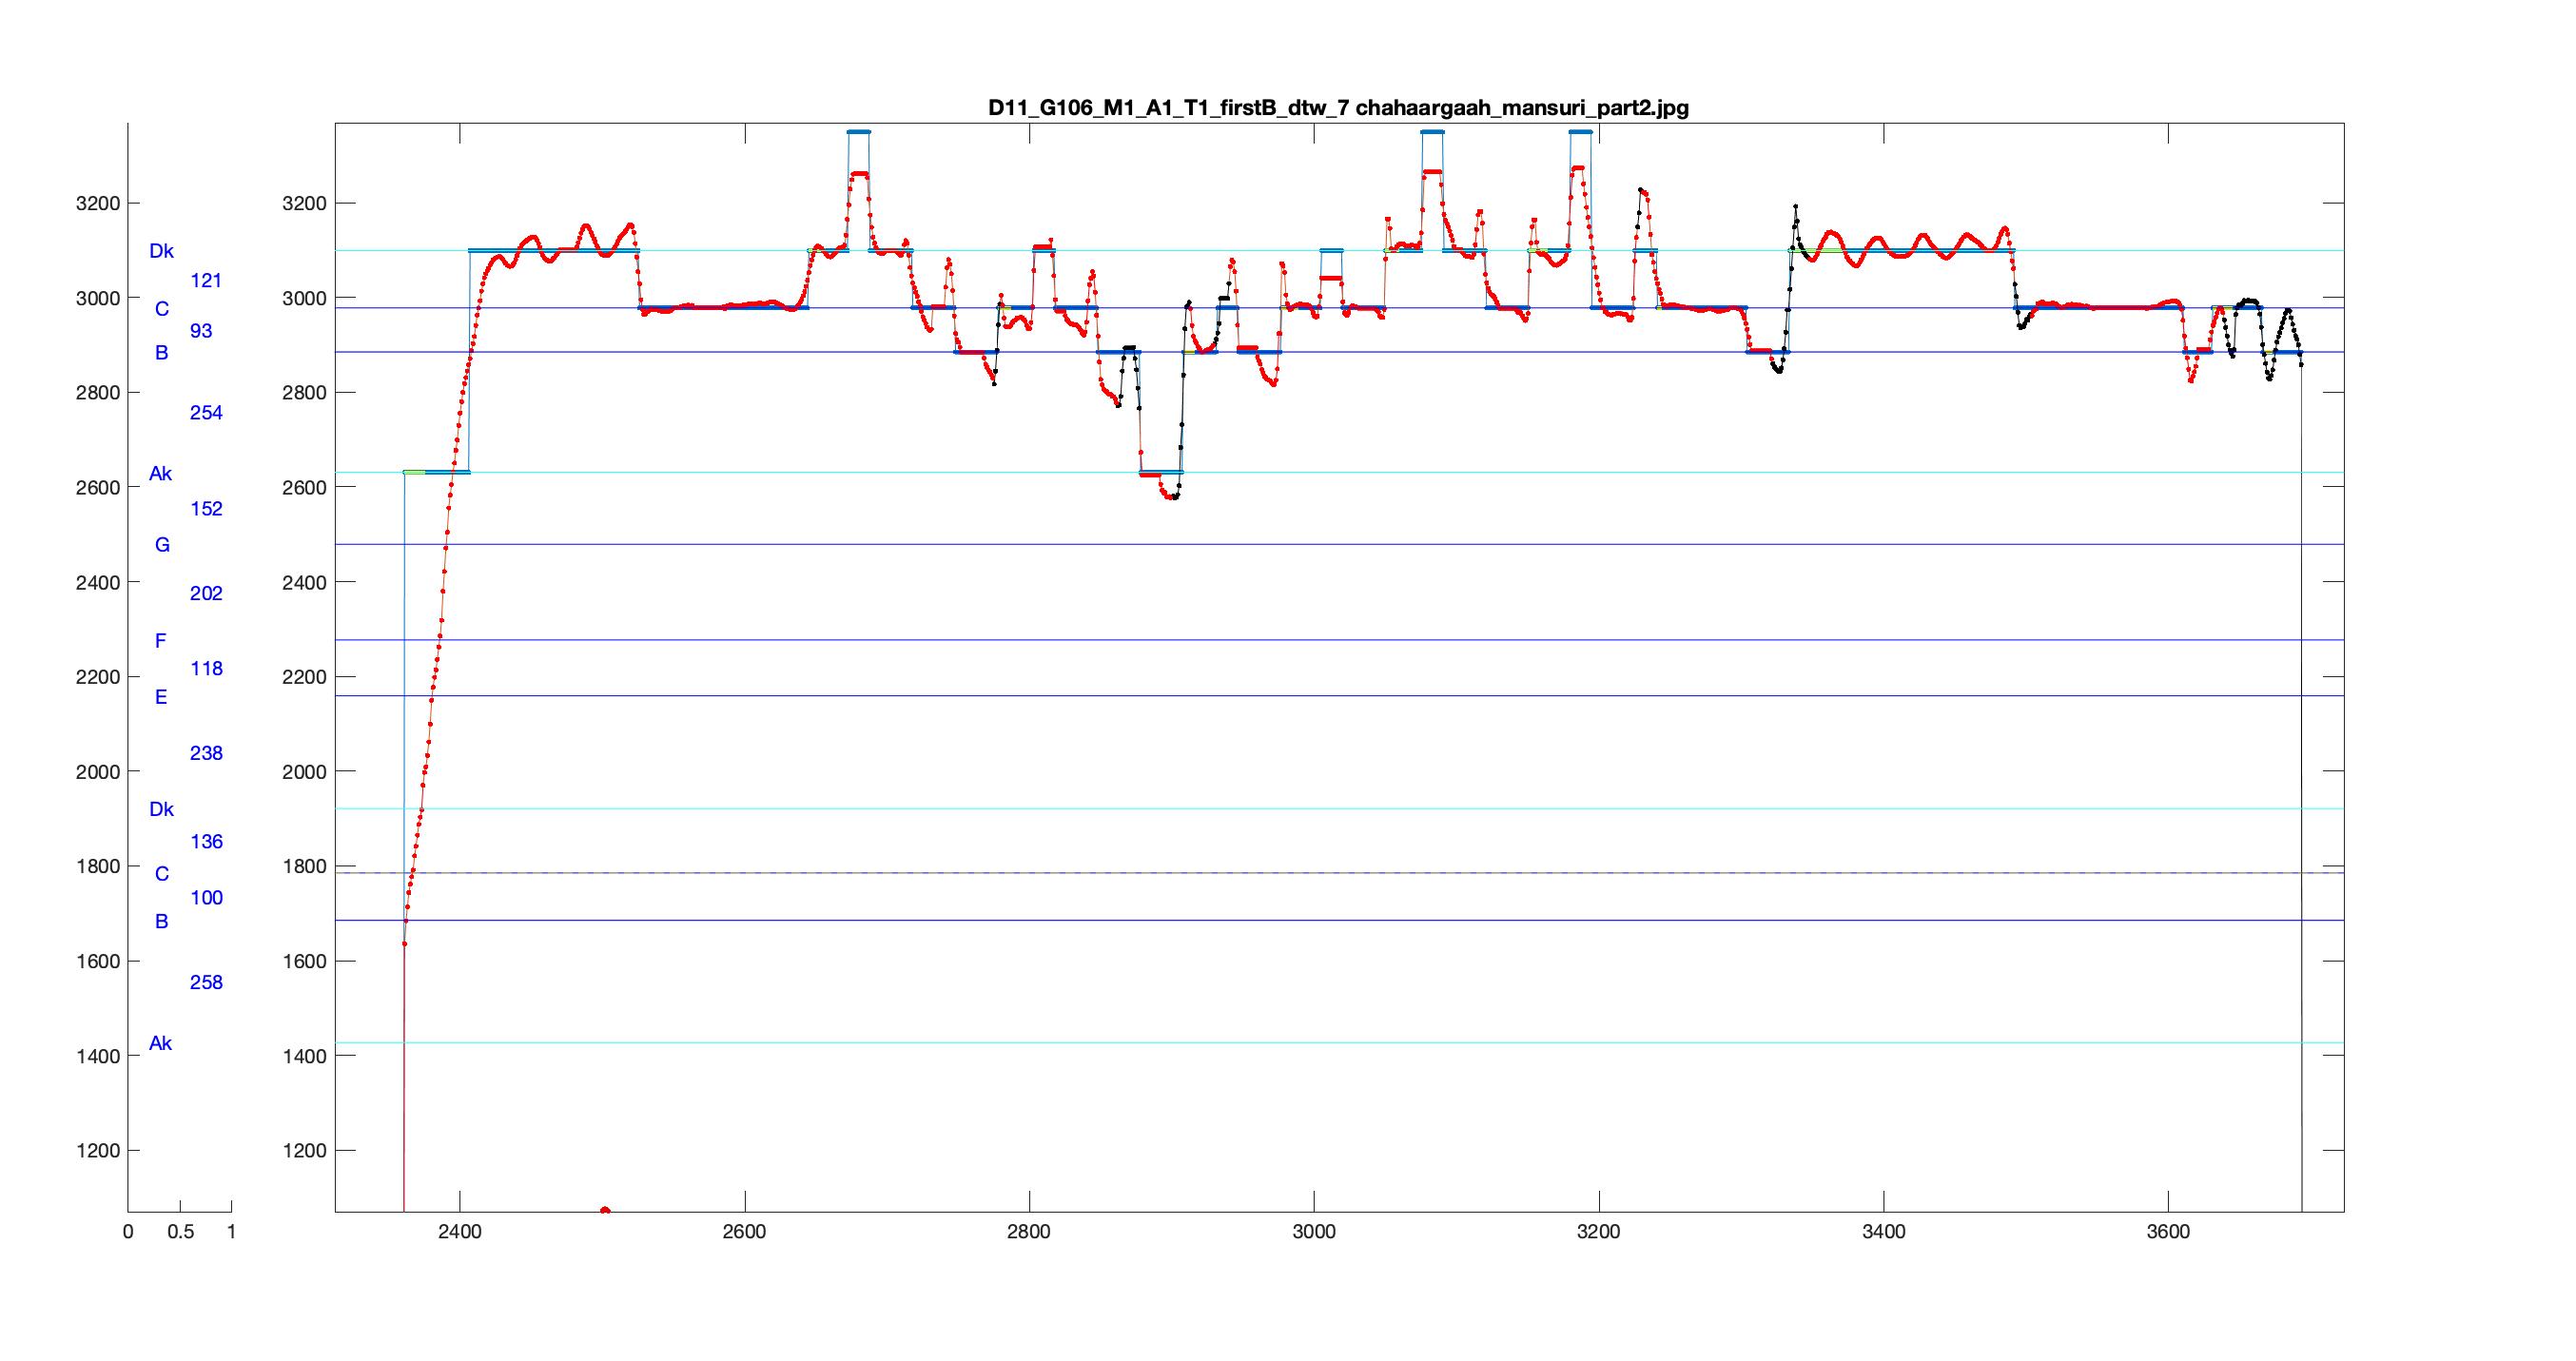 D11_G106_M1_A1_T1_firstB_dtw_7 chahaargaah_mansuri_part2.jpg
3200 3200
Dk
121
3000 C 3000
93
B
2800 2800
254
Ak
2600 2600
152
G
2400 202 2400
F
118
2200 2200
E
238
2000 2000
Dk
136
1800 C 1800
100
B
1600 1600
258
Ak
1400 1400
1200 1200
0 0.5 1 2400 2600 2800 3000 3200 3400 3600